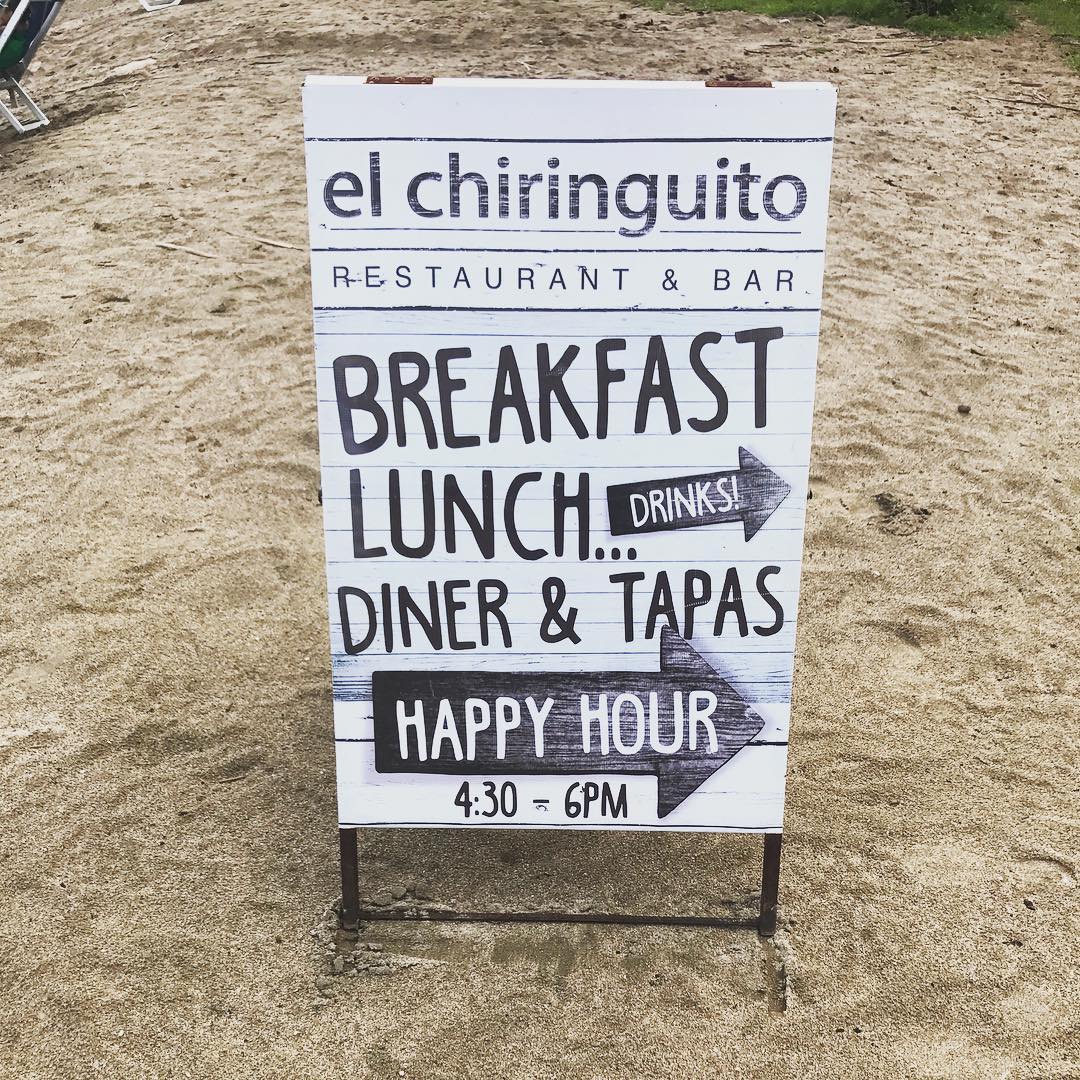 el chiringuito
RESTAURANT & BAR
BREAKFAST
LUNCH... DRINKS!
DINER & TAPAS
HAPPY HOUR
4:30 - 6PM